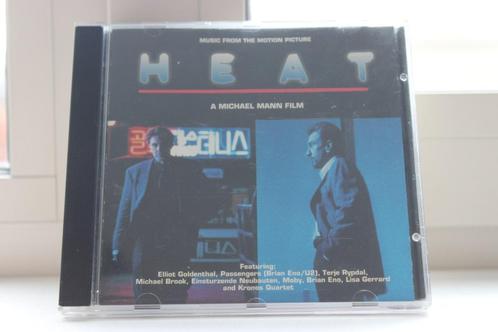 MUSIC FROM THE MOTION PICTURE
HEAT
A MICHAEL MANN FILM
Featuring:
Elliot Goldenthal, Passengers (Brian Eno/U2), Terje Rypdal,
Michael Brook, Einsturzende Neubauten, Moby, Brian Eno, Lisa Gerrard
and Kronos Quartet